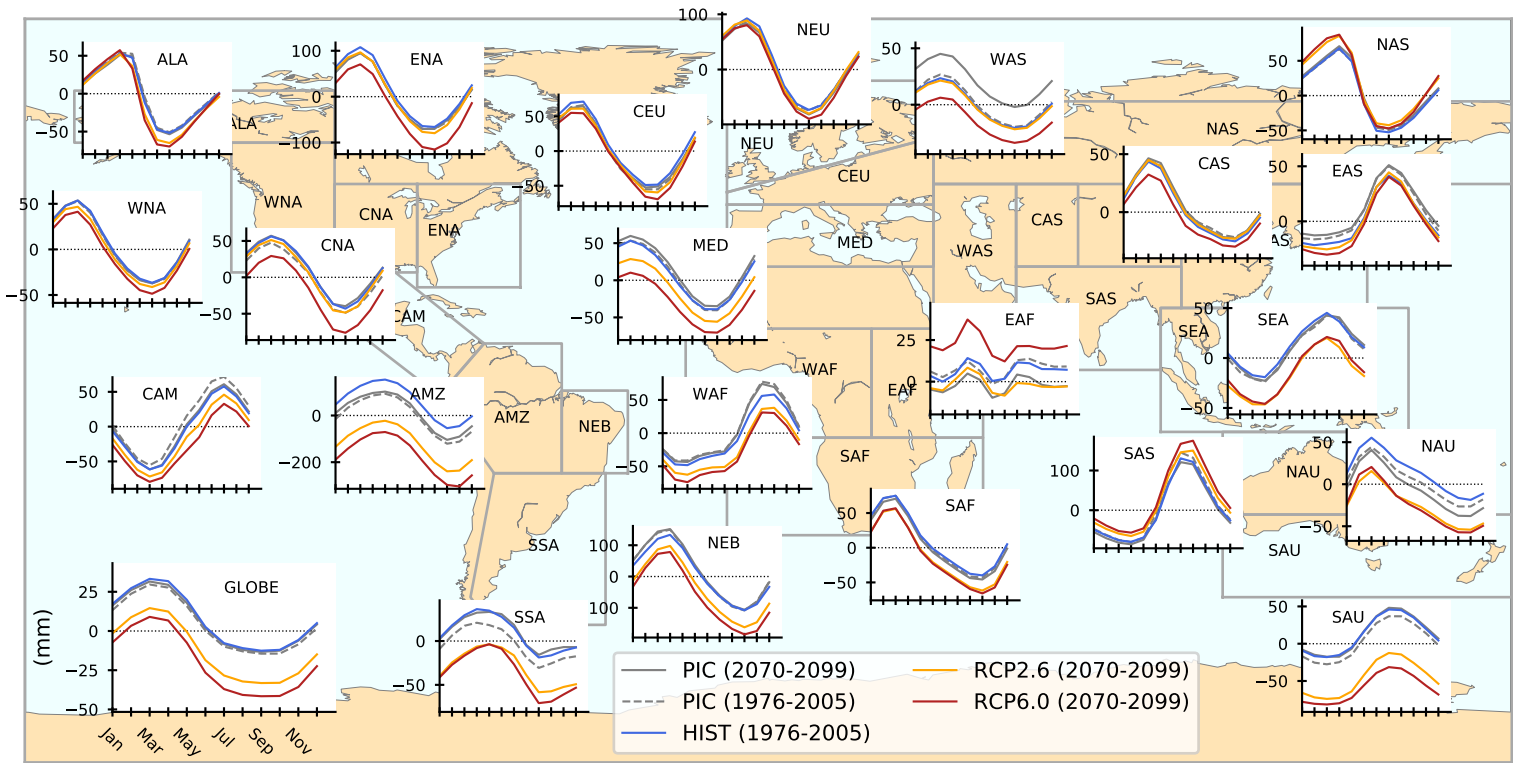 100
0
NEU
50
0
−50
ALA
100
0
−100
ENA
50
0
−50
CEU
50
0
WAS
50
0
−50
NAS
50
0
CAS
0
EAS
ALA
NEU
NAS
CEU
WNA
CNA
ENA
CAS
MED
WAS
AS
SAS
CAM
SEA
WAF
EAF
AMZ
NEB
SAF
NAU
SSA
SAU
50
0
−50
WNA
50
0
−50
CNA
50
0
−50
MED
25
0
EAF
50
0
−50
SEA
50
0
−50
CAM
0
−200
AMZ
50
0
−50
WAF
100
0
SAS
50
0
−50
NAU
50
0
−50
SAF
100
0
100
NEB
(mm)
25
0
−25
−50
GLOBE
Jan
Mar
May
Jul
Sep
Nov
0
−50
SSA
50
0
−50
SAU
PIC (2070-2099)
PIC (1976-2005)
HIST (1976-2005)
RCP2.6 (2070-2099)
RCP6.0 (2070-2099)